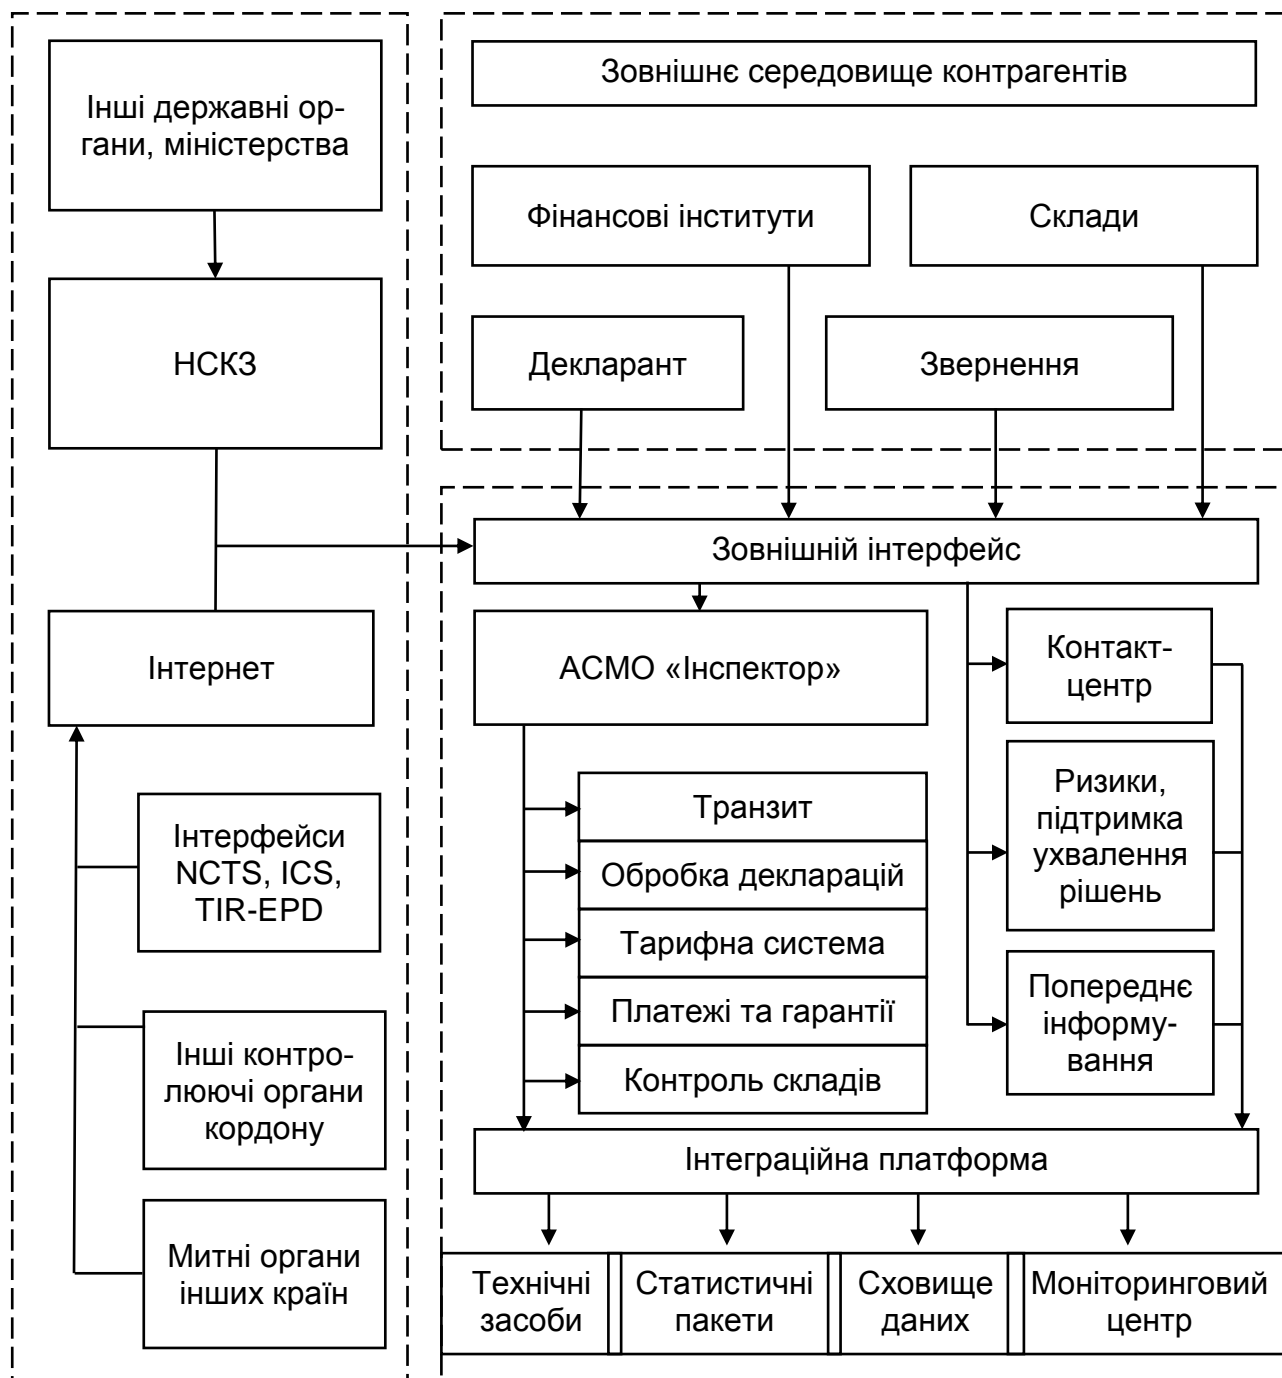 Інші державні ор-
гани, міністерства
НСКЗ
Інтернет
Інтерфейси
NCTS, ICS,
TIR-EPD
Інші контро-
люючі органи
кордону
Митні органи
інших країн
Зовнішнє середовище контрагентів
Фінансові інститути
Склади
Декларант
Звернення
Зовнішній інтерфейс
АСМО «Інспектор»
Транзит
Обробка декларацій
Тарифна система
Платежі та гарантії
Контроль складів
Контакт-
центр
Ризики,
підтримка
ухвалення
рішень
Попереднє
інформу-
вання
Інтеграційна платформа
Технічні
засоби
Статистичні
пакети
Сховище
даних
Моніторинговий
центр